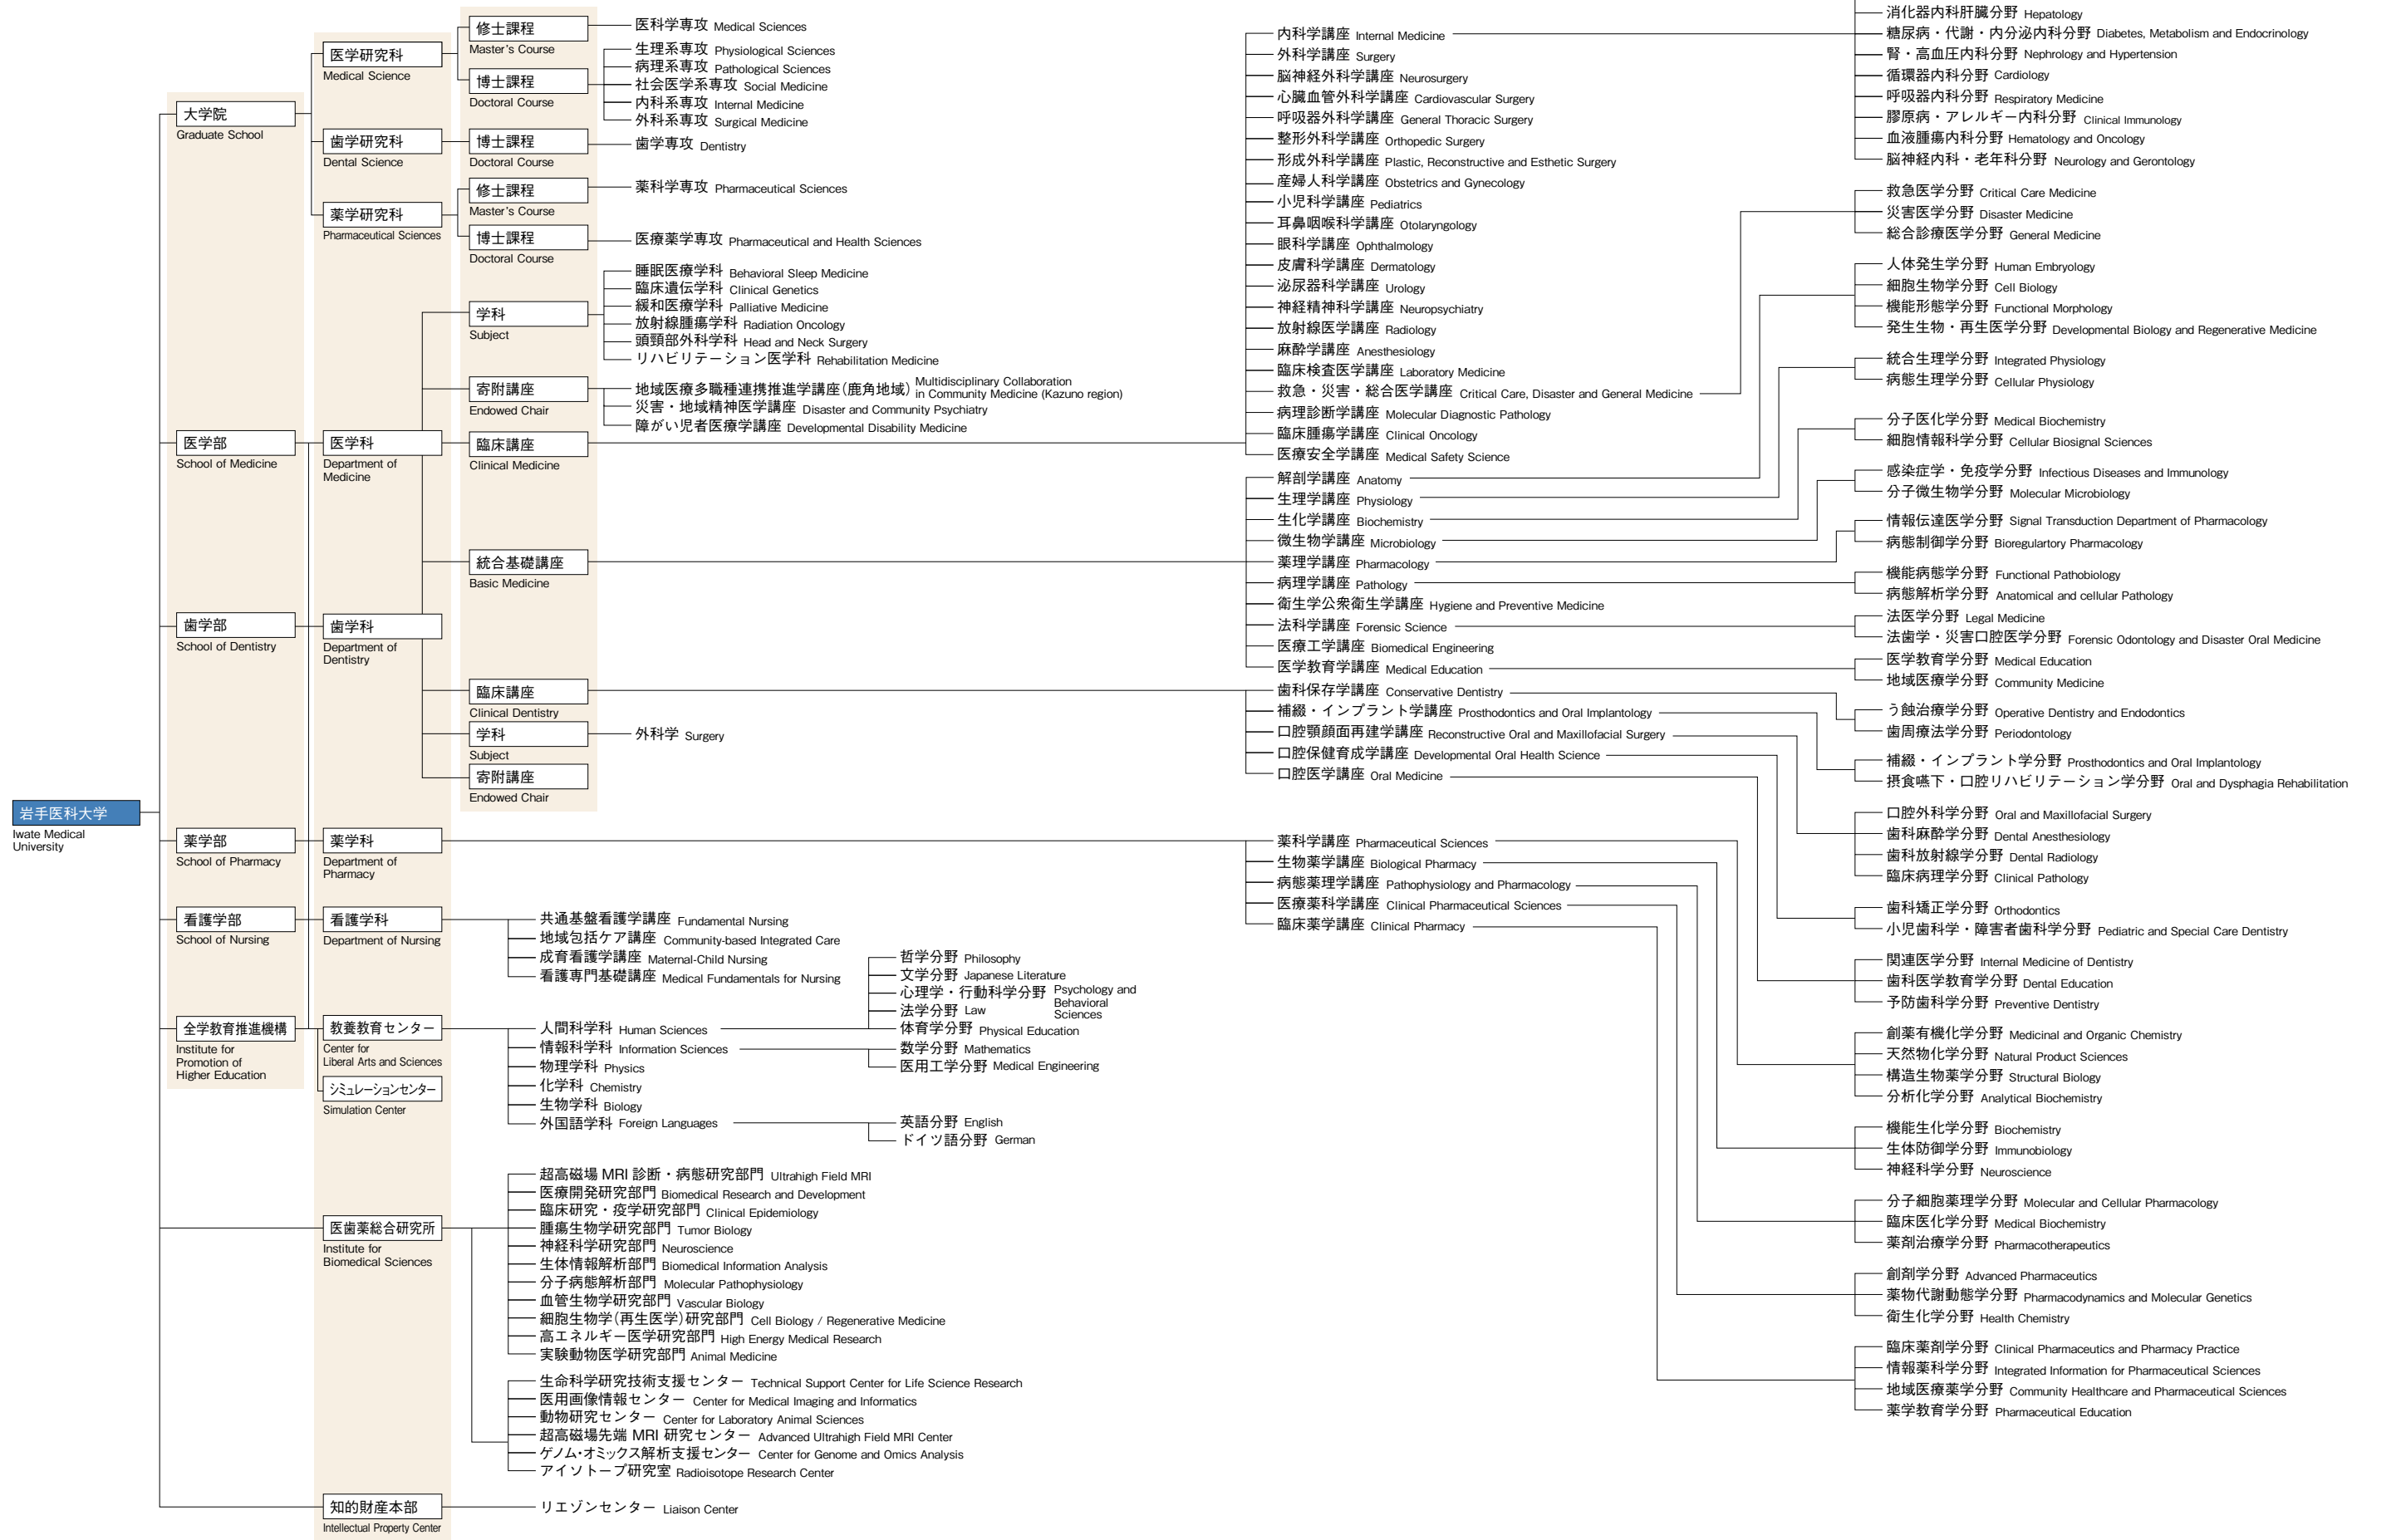 岩手医科大学
Iwate Medical
University
大学院
Graduate School
医学研究科
Medical Science
修士課程
Master's Course
医科学専攻 Medical Sciences
博士課程
Doctoral Course
生理系専攻 Physiological Sciences
病理系専攻 Pathological Sciences
社会医学系専攻 Social Medicine
内科系専攻 Internal Medicine
外科系専攻 Surgical Medicine
歯学研究科
Dental Science
博士課程
Doctoral Course
歯学専攻 Dentistry
薬学研究科
Pharmaceutical Sciences
修士課程
Master's Course
薬科学専攻 Pharmaceutical Sciences
博士課程
Doctoral Course
医療薬学専攻 Pharmaceutical and Health Sciences
医学部
School of Medicine
医学科
Department of
Medicine
学科
Subject
睡眠医療学科 Behavioral Sleep Medicine
臨床遺伝学科 Clinical Genetics
緩和医療学科 Palliative Medicine
放射線腫瘍学科 Radiation Oncology
頭頸部外科学科 Head and Neck Surgery
リハビリテーション医学科 Rehabilitation Medicine
寄附講座
Endowed Chair
地域医療多職種連携推進学講座(鹿角地域) Multidisciplinary Collaboration
in Community Medicine (Kazuno region)
災害・地域精神医学講座 Disaster and Community Psychiatry
障がい児者医療学講座 Developmental Disability Medicine
臨床講座
Clinical Medicine
内科学講座 Internal Medicine
外科学講座 Surgery
脳神経外科学講座 Neurosurgery
心臓血管外科学講座 Cardiovascular Surgery
呼吸器外科学講座 General Thoracic Surgery
整形外科学講座 Orthopedic Surgery
形成外科学講座 Plastic, Reconstructive and Esthetic Surgery
産婦人科学講座 Obstetrics and Gynecology
小児科学講座 Pediatrics
耳鼻咽喉科学講座 Otolaryngology
眼科学講座 Ophthalmology
皮膚科学講座 Dermatology
泌尿器科学講座 Urology
神経精神科学講座 Neuropsychiatry
放射線医学講座 Radiology
麻酔学講座 Anesthesiology
臨床検査医学講座 Laboratory Medicine
救急・災害・総合医学講座 Critical Care, Disaster and General Medicine
病理診断学講座 Molecular Diagnostic Pathology
臨床腫瘍学講座 Clinical Oncology
医療安全学講座 Medical Safety Science
消化器内科肝臓分野 Hepatology
糖尿病・代謝・内分泌内科分野 Diabetes, Metabolism and Endocrinology
腎・高血圧内科分野 Nephrology and Hypertension
循環器内科分野 Cardiology
呼吸器内科分野 Respiratory Medicine
膠原病・アレルギー内科分野 Clinical Immunology
血液腫瘍内科分野 Hematology and Oncology
脳神経内科・老年科分野 Neurology and Gerontology
救急医学分野 Critical Care Medicine
災害医学分野 Disaster Medicine
総合診療医学分野 General Medicine
統合基礎講座
Basic Medicine
解剖学講座 Anatomy
生理学講座 Physiology
生化学講座 Biochemistry
微生物学講座 Microbiology
薬理学講座 Pharmacology
病理学講座 Pathology
衛生学公衆衛生学講座 Hygiene and Preventive Medicine
法科学講座 Forensic Science
医療工学講座 Biomedical Engineering
医学教育学講座 Medical Education
人体発生学分野 Human Embryology
細胞生物学分野 Cell Biology
機能形態学分野 Functional Morphology
発生生物・再生医学分野 Developmental Biology and Regenerative Medicine
統合生理学分野 Integrated Physiology
病態生理学分野 Cellular Physiology
分子医化学分野 Medical Biochemistry
細胞情報科学分野 Cellular Biosignal Sciences
感染症学・免疫学分野 Infectious Diseases and Immunology
分子微生物学分野 Molecular Microbiology
情報伝達医学分野 Signal Transduction Department of Pharmacology
病態制御学分野 Bioregulartory Pharmacology
機能病態学分野 Functional Pathobiology
病態解析学分野 Anatomical and cellular Pathology
法医学分野 Legal Medicine
法歯学・災害口腔医学分野 Forensic Odontology and Disaster Oral Medicine
医学教育学分野 Medical Education
地域医療学分野 Community Medicine
歯学部
School of Dentistry
歯学科
Department of
Dentistry
臨床講座
Clinical Dentistry
学科
Subject
外科学 Surgery
寄附講座
Endowed Chair
歯科保存学講座 Conservative Dentistry
補綴・インプラント学講座 Prosthodontics and Oral Implantology
口腔顎顔面再建学講座 Reconstructive Oral and Maxillofacial Surgery
口腔保健育成学講座 Developmental Oral Health Science
口腔医学講座 Oral Medicine
う蝕治療学分野 Operative Dentistry and Endodontics
歯周療法学分野 Periodontology
補綴・インプラント学分野 Prosthodontics and Oral Implantology
摂食嚥下・口腔リハビリテーション学分野 Oral and Dysphagia Rehabilitation
口腔外科学分野 Oral and Maxillofacial Surgery
歯科麻酔学分野 Dental Anesthesiology
歯科放射線学分野 Dental Radiology
臨床病理学分野 Clinical Pathology
歯科矯正学分野 Orthodontics
小児歯科学・障害者歯科学分野 Pediatric and Special Care Dentistry
関連医学分野 Internal Medicine of Dentistry
歯科医学教育学分野 Dental Education
予防歯科学分野 Preventive Dentistry
薬学部
School of Pharmacy
薬学科
Department of
Pharmacy
薬科学講座 Pharmaceutical Sciences
生物薬学講座 Biological Pharmacy
病態薬理学講座 Pathophysiology and Pharmacology
医療薬科学講座 Clinical Pharmaceutical Sciences
臨床薬学講座 Clinical Pharmacy
創薬有機化学分野 Medicinal and Organic Chemistry
天然物化学分野 Natural Product Sciences
構造生物薬学分野 Structural Biology
分析化学分野 Analytical Biochemistry
機能生化学分野 Biochemistry
生体防御学分野 Immunobiology
神経科学分野 Neuroscience
分子細胞薬理学分野 Molecular and Cellular Pharmacology
臨床医化学分野 Medical Biochemistry
薬剤治療学分野 Pharmacotherapeutics
創剤学分野 Advanced Pharmaceutics
薬物代謝動態学分野 Pharmacodynamics and Molecular Genetics
衛生化学分野 Health Chemistry
臨床薬剤学分野 Clinical Pharmaceutics and Pharmacy Practice
情報薬科学分野 Integrated Information for Pharmaceutical Sciences
地域医療薬学分野 Community Healthcare and Pharmaceutical Sciences
薬学教育学分野 Pharmaceutical Education
看護学部
School of Nursing
看護学科
Department of Nursing
共通基盤看護学講座 Fundamental Nursing
地域包括ケア講座 Community-based Integrated Care
成育看護学講座 Maternal-Child Nursing
看護専門基礎講座 Medical Fundamentals for Nursing
全学教育推進機構
Institute for
Promotion of
Higher Education
教養教育センター
Center for
Liberal Arts and Sciences
シミュレーションセンター
Simulation Center
人間科学科 Human Sciences
情報科学科 Information Sciences
物理学科 Physics
化学科 Chemistry
生物学科 Biology
外国語学科 Foreign Languages
哲学分野 Philosophy
文学分野 Japanese Literature
心理学・行動科学分野 Psychology and
Behavioral
Sciences
法学分野 Law
体育学分野 Physical Education
数学分野 Mathematics
医用工学分野 Medical Engineering
英語分野 English
ドイツ語分野 German
医歯薬総合研究所
Institute for
Biomedical Sciences
超高磁場 MRI 診断・病態研究部門 Ultrahigh Field MRI
医療開発研究部門 Biomedical Research and Development
臨床研究・疫学研究部門 Clinical Epidemiology
腫瘍生物学研究部門 Tumor Biology
神経科学研究部門 Neuroscience
生体情報解析部門 Biomedical Information Analysis
分子病態解析部門 Molecular Pathophysiology
血管生物学研究部門 Vascular Biology
細胞生物学(再生医学)研究部門 Cell Biology / Regenerative Medicine
高エネルギー医学研究部門 High Energy Medical Research
実験動物医学研究部門 Animal Medicine
生命科学研究技術支援センター Technical Support Center for Life Science Research
医用画像情報センター Center for Medical Imaging and Informatics
動物研究センター Center for Laboratory Animal Sciences
超高磁場先端 MRI 研究センター Advanced Ultrahigh Field MRI Center
ゲノム・オミックス解析支援センター Center for Genome and Omics Analysis
アイソトープ研究室 Radioisotope Research Center
知的財産本部
Intellectual Property Center
リエゾンセンター Liaison Center